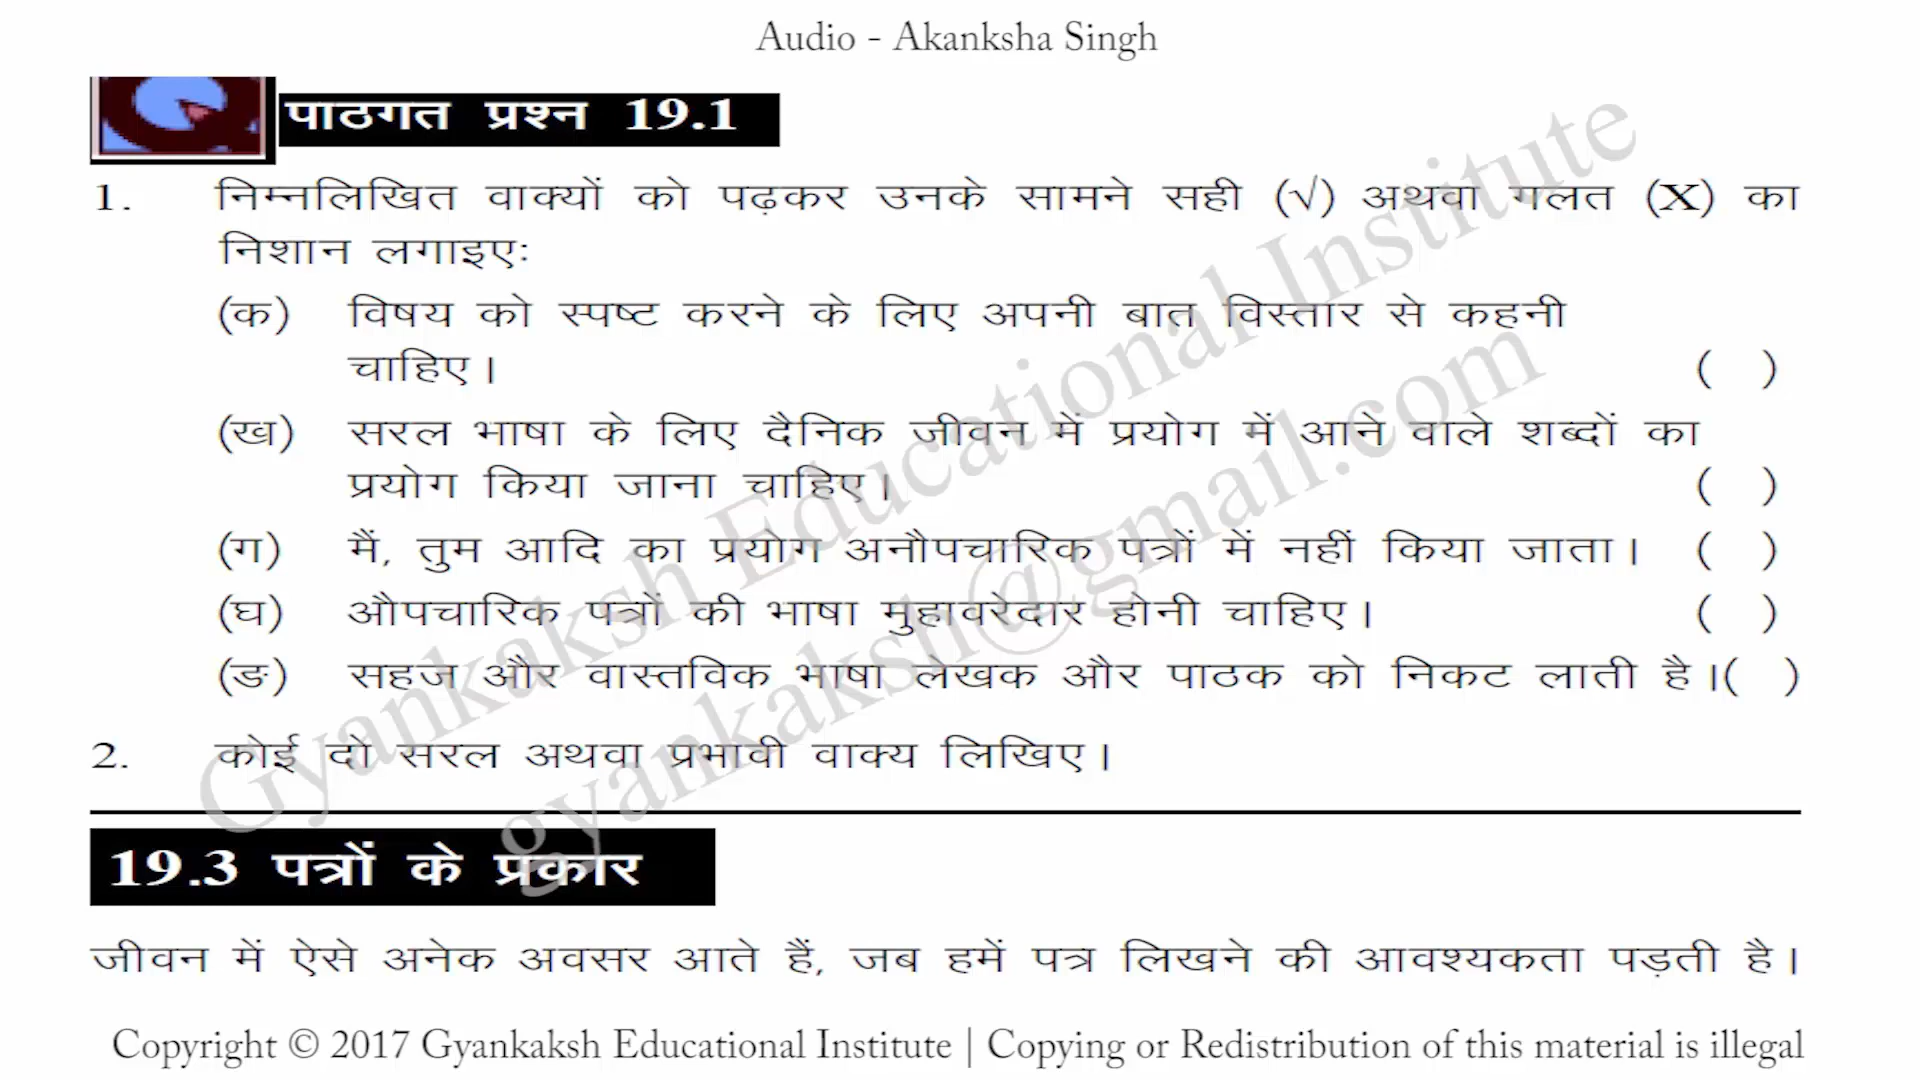 Audio - Akanksha Singh
पाठगत प्रश्न 19.1
1. निम्नलिखित वाक्यों को पढ़कर उनके सामने सही (√) अथवा गलत (X) का
निशान लगाइएः
(क) विषय को स्पष्ट करने के लिए अपनी बात विस्तार से कहनी
चाहिए। ( )
(ख) सरल भाषा के लिए दैनिक जीवन में प्रयोग में आने वाले शब्दों का
प्रयोग किया जाना चाहिए। ( )
(ग) मैं, तुम आदि का प्रयोग अनौपचारिक पत्रों में नहीं किया जाता। ( )
(घ) औपचारिक पत्रों की भाषा मुहावरेदार होनी चाहिए। ( )
(ङ) सहज और वास्तविक भाषा लेखक और पाठक को निकट लाती है।( )
2. कोई दो सरल अथवा प्रभावी वाक्य लिखिए।
19.3 पत्रों के प्रकार
जीवन में ऐसे अनेक अवसर आते हैं, जब हमें पत्र लिखने की आवश्यकता पड़ती है।
Gyankaksh Educational Institute
gyankaksh@gmail.com
Copyright © 2017 Gyankaksh Educational Institute | Copying or Redistribution of this material is illegal